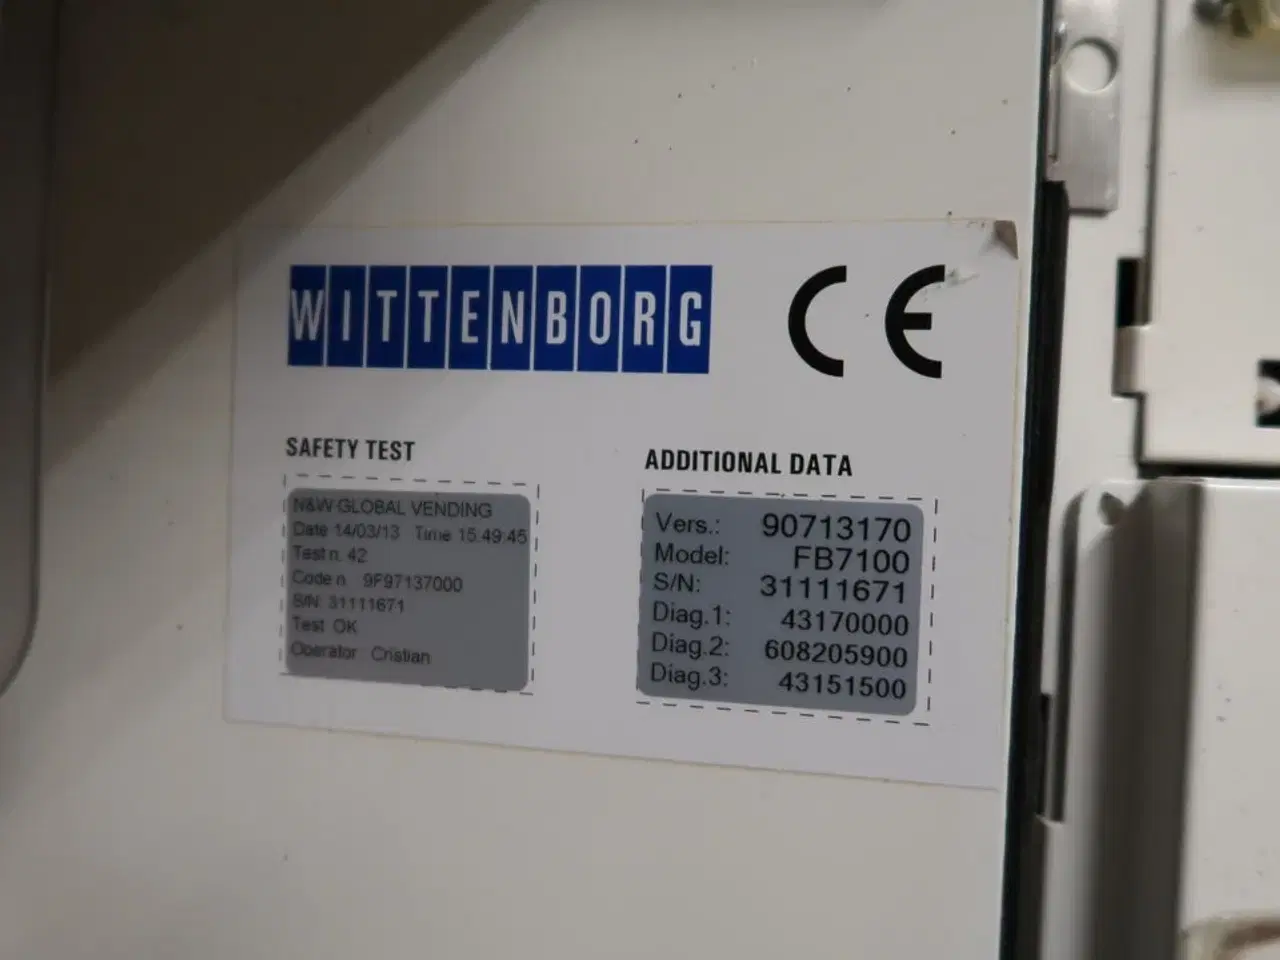 WITTENBORG CE
SAFETY TEST
N&W GLOBAL VENDING
Date 14/03/13 Time 15.49.45
Test n. 42
Code n. 9F97137000
S/N: 31111671
Test OK
Operator: Cristian
ADDITIONAL DATA
Vers.: 90713170
Model: FB7100
S/N: 31111671
Diag.1: 43170000
Diag.2: 608205900
Diag.3: 43151500